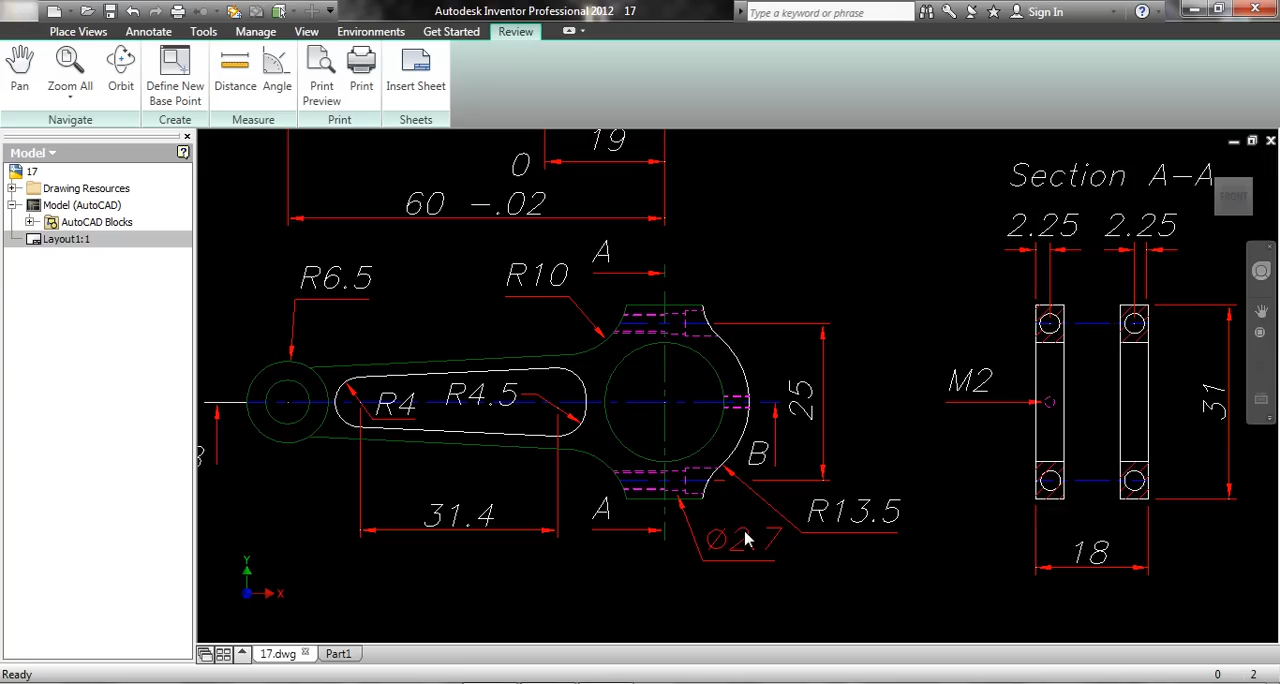 Autodesk Inventor Professional 2012 17
Type a keyword or phrase
Sign In
Place Views Annotate Tools Manage View Environments Get Started Review
Pan Zoom All Orbit Define New Base Point Distance Angle Print Preview Print Insert Sheet
Navigate Create Measure Print Sheets
Model
17
Drawing Resources
Model (AutoCAD)
AutoCAD Blocks
Layout1:1
19
0
60 -.02
Section A-A
FRONT
2.25 2.25
A
R6.5
R10
R4
R4.5
25
M2
31
B
31.4
A
R13.5
18
Y
X
17.dwg Part1
Ready 0 2